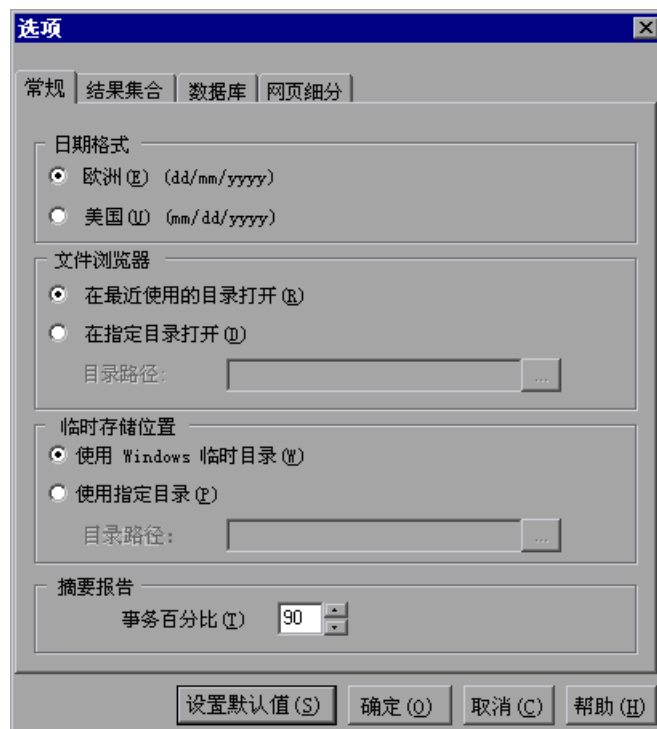 选项
常规 结果集合 数据库 网页细分
日期格式
欧洲(E) (dd/mm/yyyy)
美国(U) (mm/dd/yyyy)
文件浏览器
在最近使用的目录打开(R)
在指定目录打开(D)
目录路径:
...
临时存储位置
使用 Windows 临时目录(W)
使用指定目录(P)
目录路径:
...
摘要报告
事务百分比(T) 90
设置默认值(S) 确定(O) 取消(C) 帮助(H)